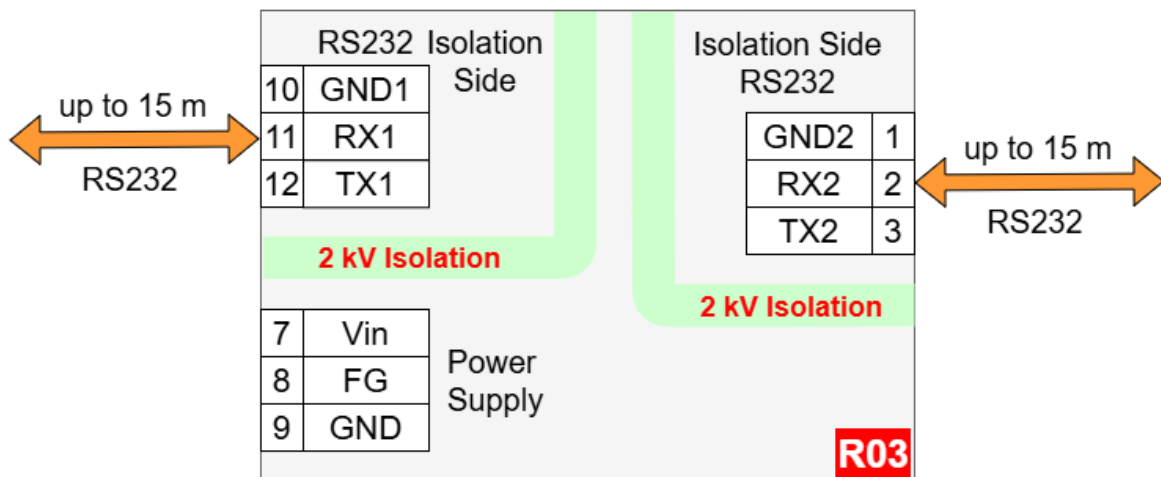 RS232 Isolation
Side
10 GND1
11 RX1
12 TX1
up to 15 m
RS232
2 kV Isolation
7 Vin
8 FG
9 GND
Power
Supply
Isolation Side
RS232
GND2 1
RX2 2
TX2 3
up to 15 m
RS232
2 kV Isolation
R03